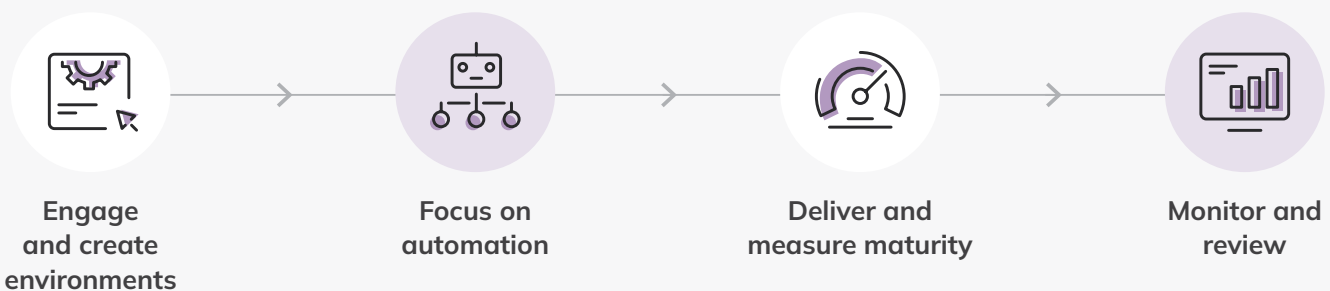 Engage
and create
environments
Focus on
automation
Deliver and
measure maturity
Monitor and
review